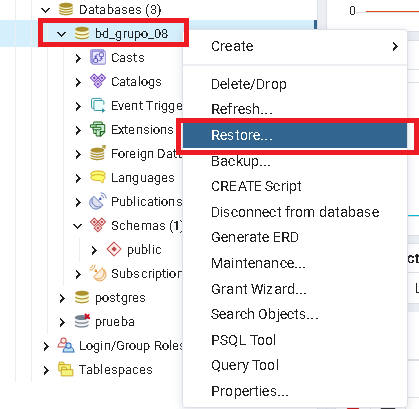 Databases (3)
bd_grupo_08
Casts
Catalogs
Event Trigge
Extensions
Foreign Data
Languages
Publications
Schemas (1)
public
Subscription
postgres
prueba
Login/Group Roles
Tablespaces
Create
Delete/Drop
Refresh...
Restore...
Backup...
CREATE Script
Disconnect from database
Generate ERD
Maintenance...
Grant Wizard...
Search Objects...
PSQL Tool
Query Tool
Properties...
0
ct